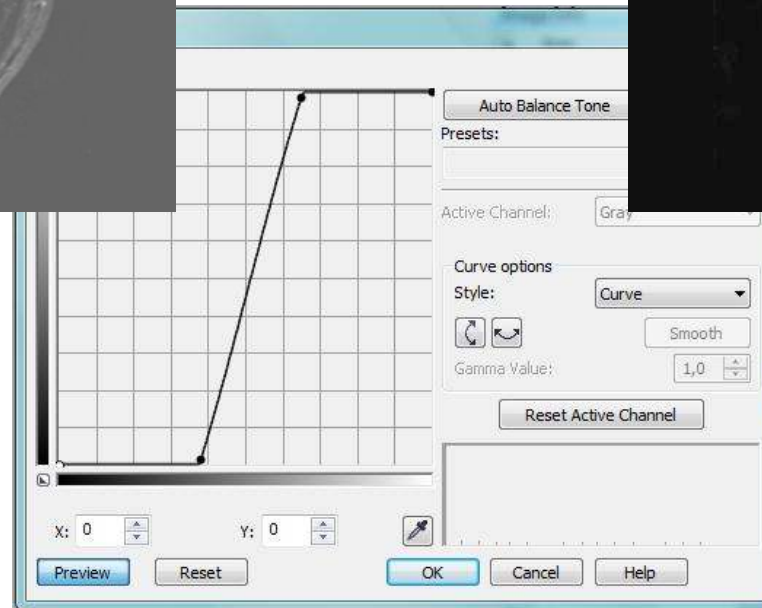 Auto Balance Tone
Presets:
Active Channel:
Gray
Curve options
Style:
Curve
Smooth
Gamma Value:
1,0
Reset Active Channel
X: 0
Y: 0
Preview
Reset
OK
Cancel
Help